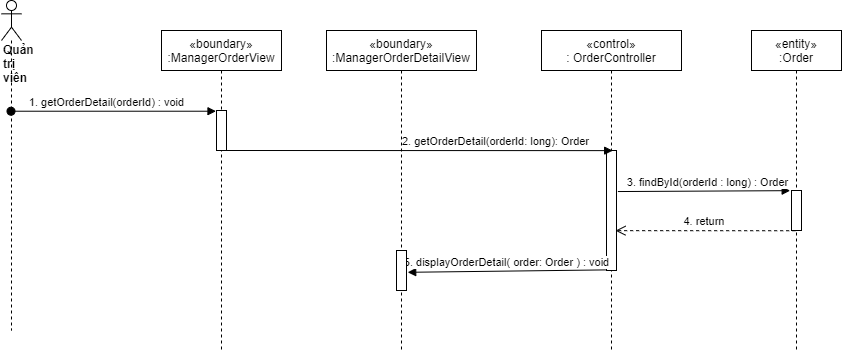 Quản
trị
viên
«boundary»
:ManagerOrderView
«boundary»
:ManagerOrderDetailView
«control»
: OrderController
«entity»
:Order
1. getOrderDetail(orderId) : void
2. getOrderDetail(orderId: long): Order
3. findById(orderId : long) : Order
4. return
5. displayOrderDetail( order: Order ) : void